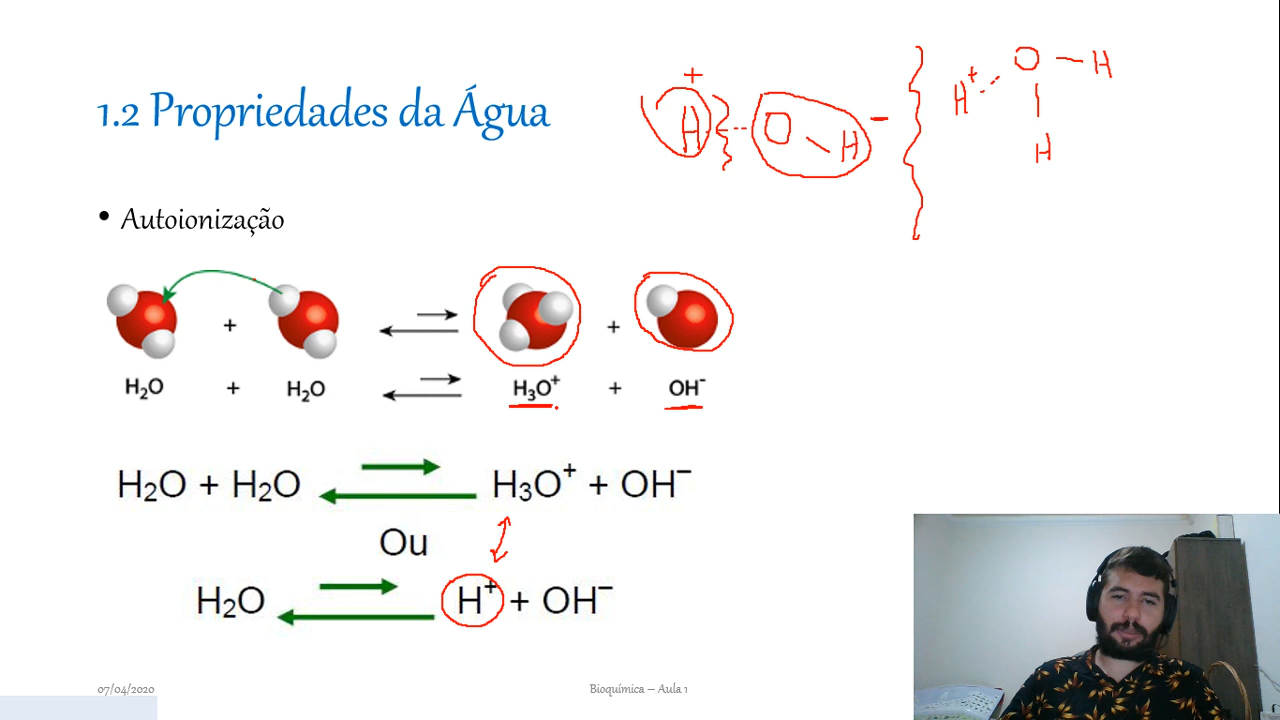 1.2 Propriedades da Água
+
H O H −
H⁺ O − H
H
• Autoionização
+
H₂O + H₂O H₃O⁺ + OH⁻
H₂O + H₂O H₃O⁺ + OH⁻
Ou
H₂O H⁺ + OH⁻
07/04/2020 Bioquímica – Aula 1